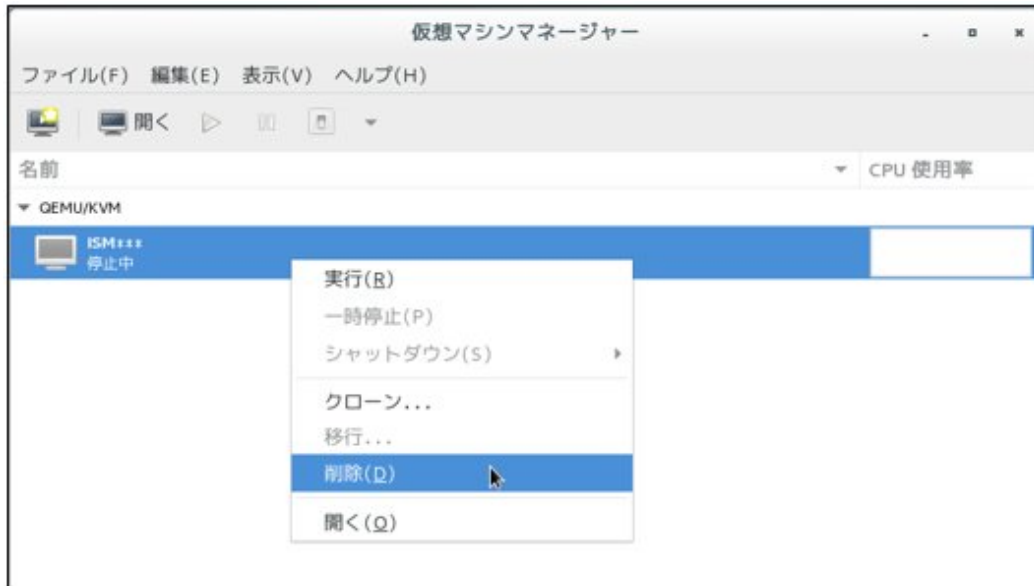 仮想マシンマネージャー
ファイル(F) 編集(E) 表示(V) ヘルプ(H)
開く
名前 CPU 使用率
QEMU/KVM
ISM***
停止中
実行(R)
一時停止(P)
シャットダウン(S)
クローン...
移行...
削除(D)
開く(O)